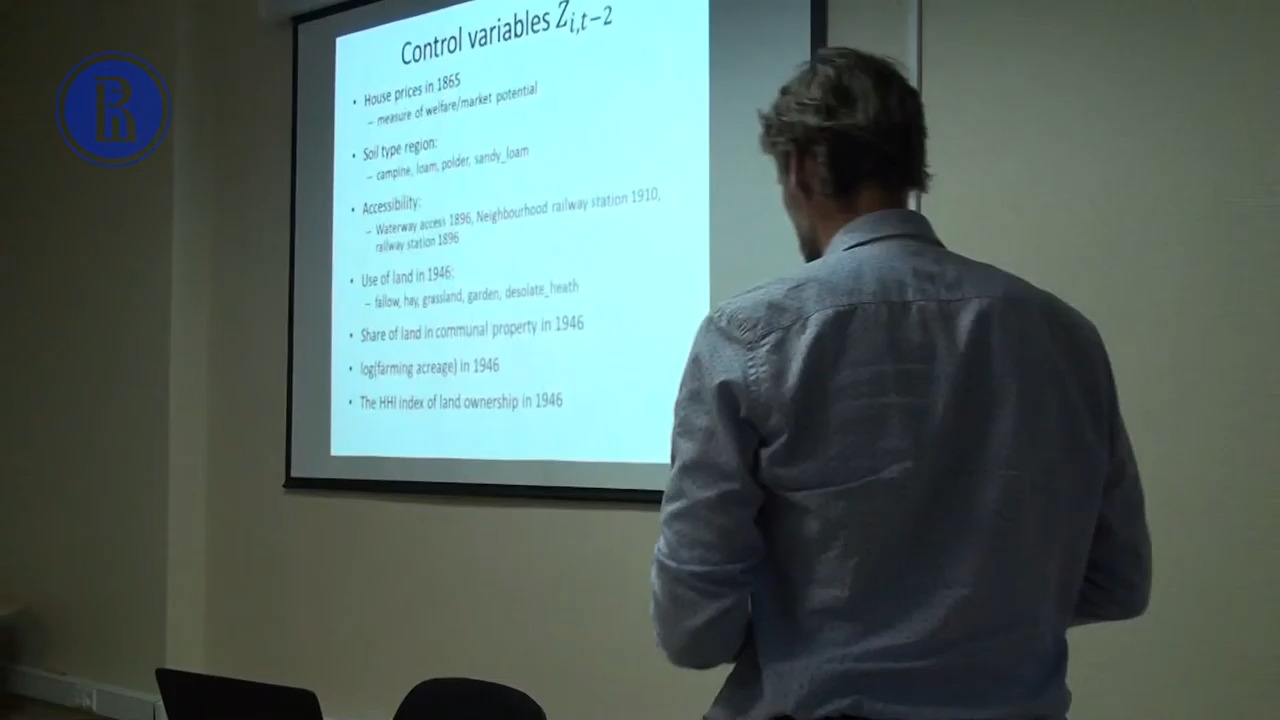 Control variables Z_{i,t−2}
• House prices in 1865
– measure of welfare/market potential
• Soil type region:
– campine, loam, polder, sandy_loam
• Accessibility:
– Waterway access 1896, Neighbourhood railway station 1910,
railway station 1896
• Use of land in 1946:
– fallow, hay, grassland, garden, desolate_heath
• Share of land in communal property in 1946
• log(farming acreage) in 1946
• The HHI index of land ownership in 1946